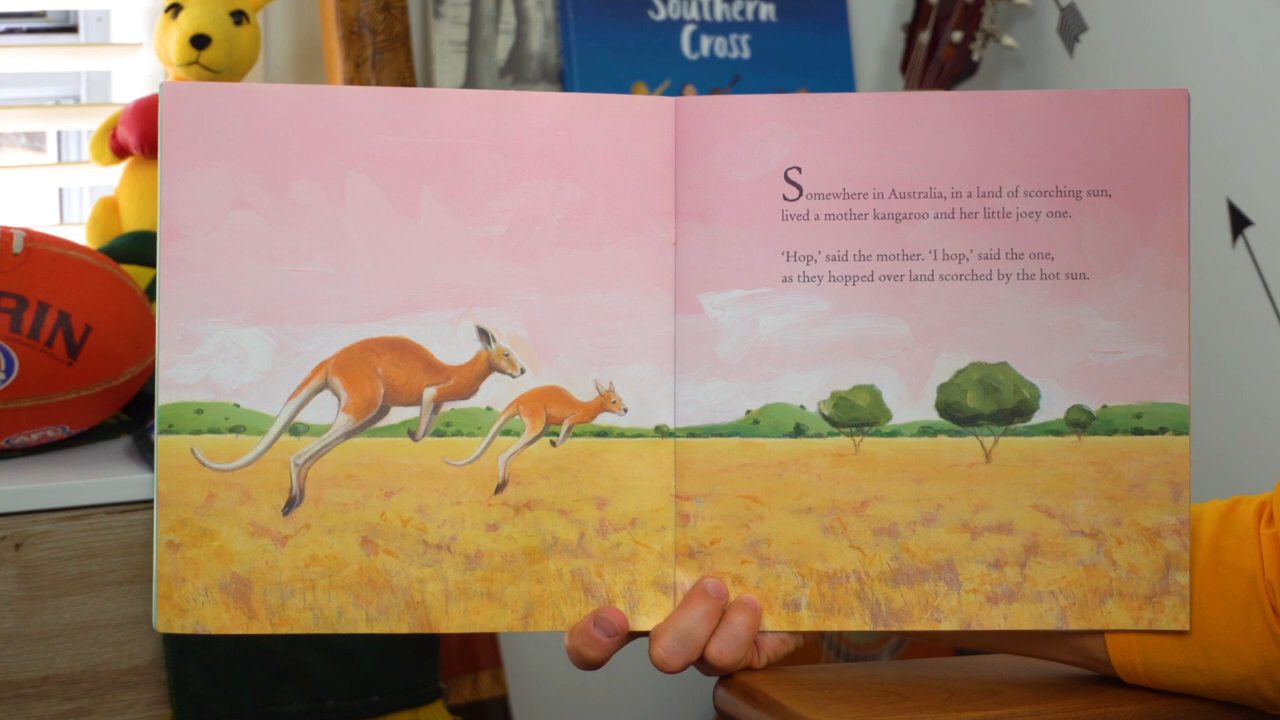 Southern
Cross
RIN
Somewhere in Australia, in a land of scorching sun,
lived a mother kangaroo and her little joey one.
‘Hop,’ said the mother. ‘I hop,’ said the one,
as they hopped over land scorched by the hot sun.
AFL